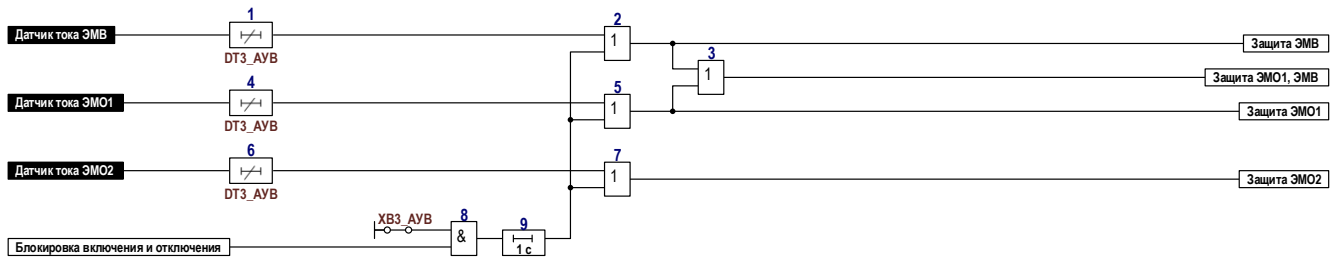 1
2
Датчик тока ЭМВ
1
Защита ЭМВ
DT3_АУВ
3
1
Защита ЭМО1, ЭМВ
4
5
Датчик тока ЭМО1
1
Защита ЭМО1
DT3_АУВ
6
7
Датчик тока ЭМО2
1
Защита ЭМО2
DT3_АУВ
XB3_АУВ
8
9
&
1 с
Блокировка включения и отключения